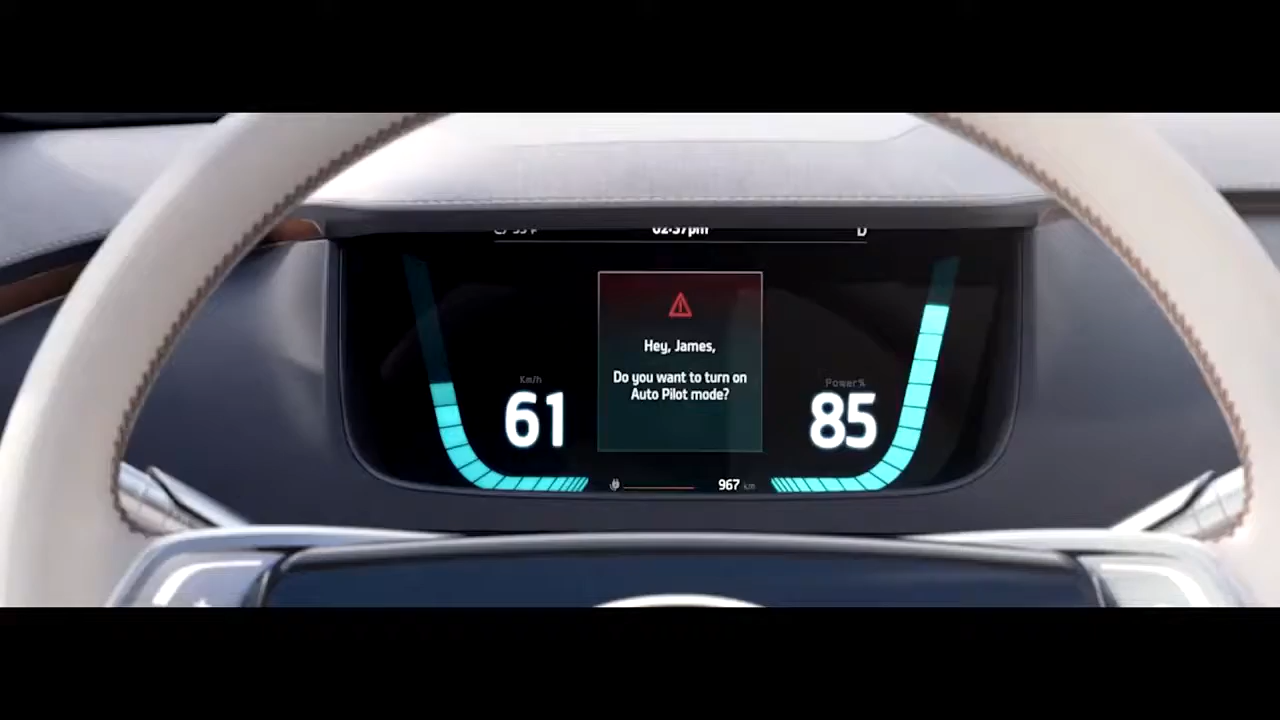 02:37pm
D
Hey, James,
Do you want to turn on
Auto Pilot mode?
Km/h
61
Power%
85
967 km